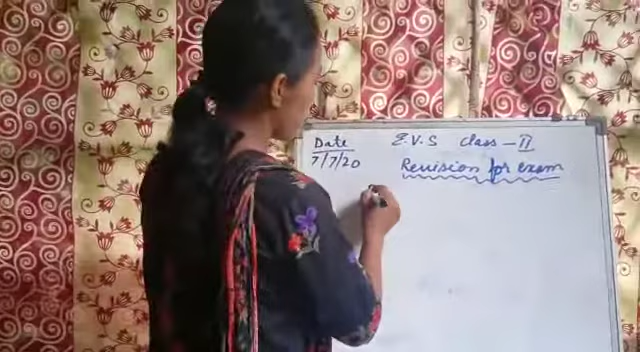 Date E.V.S Class - II
7/7/20 Revision for exam